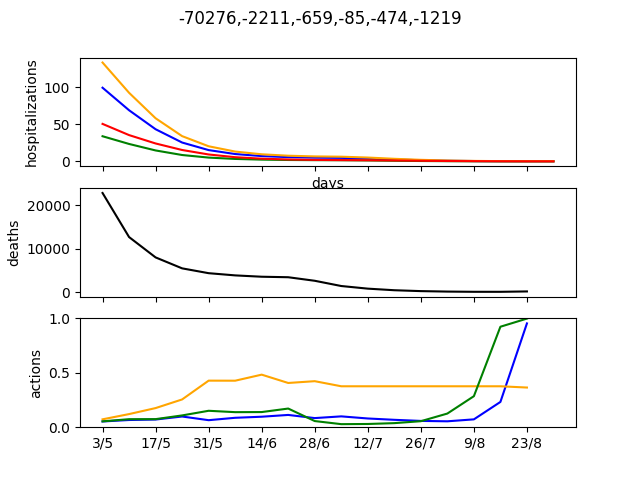 -70276,-2211,-659,-85,-474,-1219
hospitalizations
100
50
0
days
deaths
20000
10000
0
actions
1.0
0.5
0.0
3/5 17/5 31/5 14/6 28/6 12/7 26/7 9/8 23/8